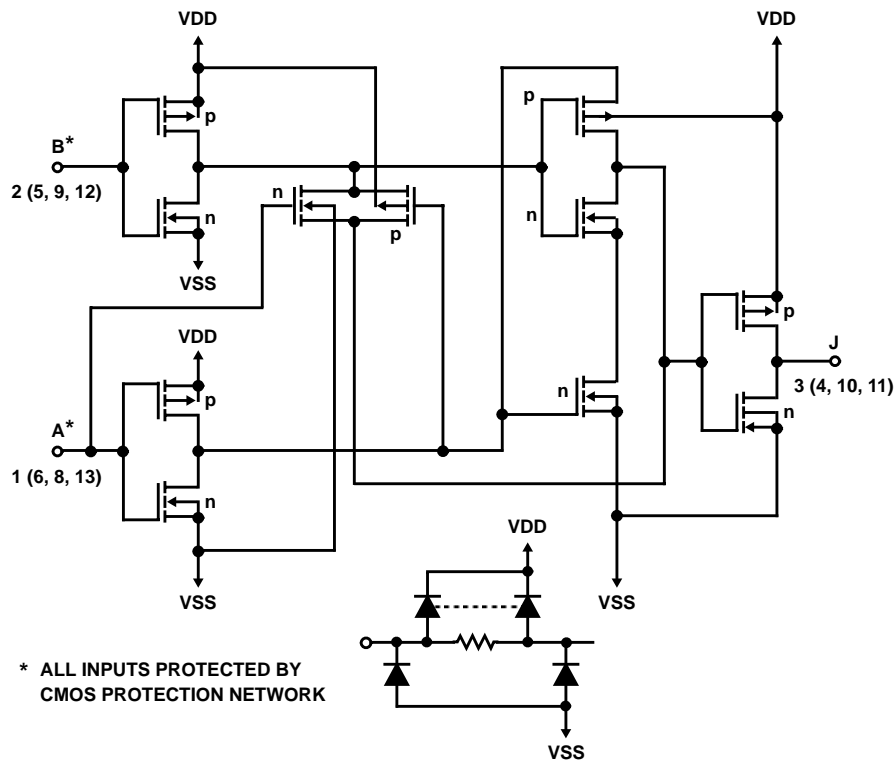 VDD
VDD
p
p
B*
2 (5, 9, 12)
n
n
n
p
VSS
VDD
p
J
n
3 (4, 10, 11)
p
n
A*
1 (6, 8, 13)
n
VDD
VSS
VSS
* ALL INPUTS PROTECTED BY
CMOS PROTECTION NETWORK
VSS